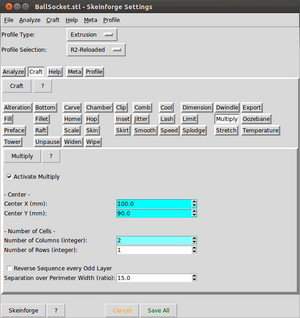 BallSocket.stl - Skeinforge Settings
File Analyze Craft Help Meta Profile
Profile Type: Extrusion
Profile Selection: R2-Reloaded
Analyze Craft Help Meta Profile
Craft ?
Alteration Bottom Carve Chamber Clip Comb Cool Dimension Dwindle Export
Fill Fillet Home Hop Inset Jitter Lash Limit Multiply Oozebane
Preface Raft Scale Skin Skirt Smooth Speed Splodge Stretch Temperature
Tower Unpause Widen Wipe
Multiply ?
Activate Multiply
- Center -
Center X (mm): 100.0
Center Y (mm): 90.0
- Number of Cells -
Number of Columns (integer): 2
Number of Rows (integer): 1
Reverse Sequence every Odd Layer
Separation over Perimeter Width (ratio): 15.0
Skeinforge ? Cancel Save All